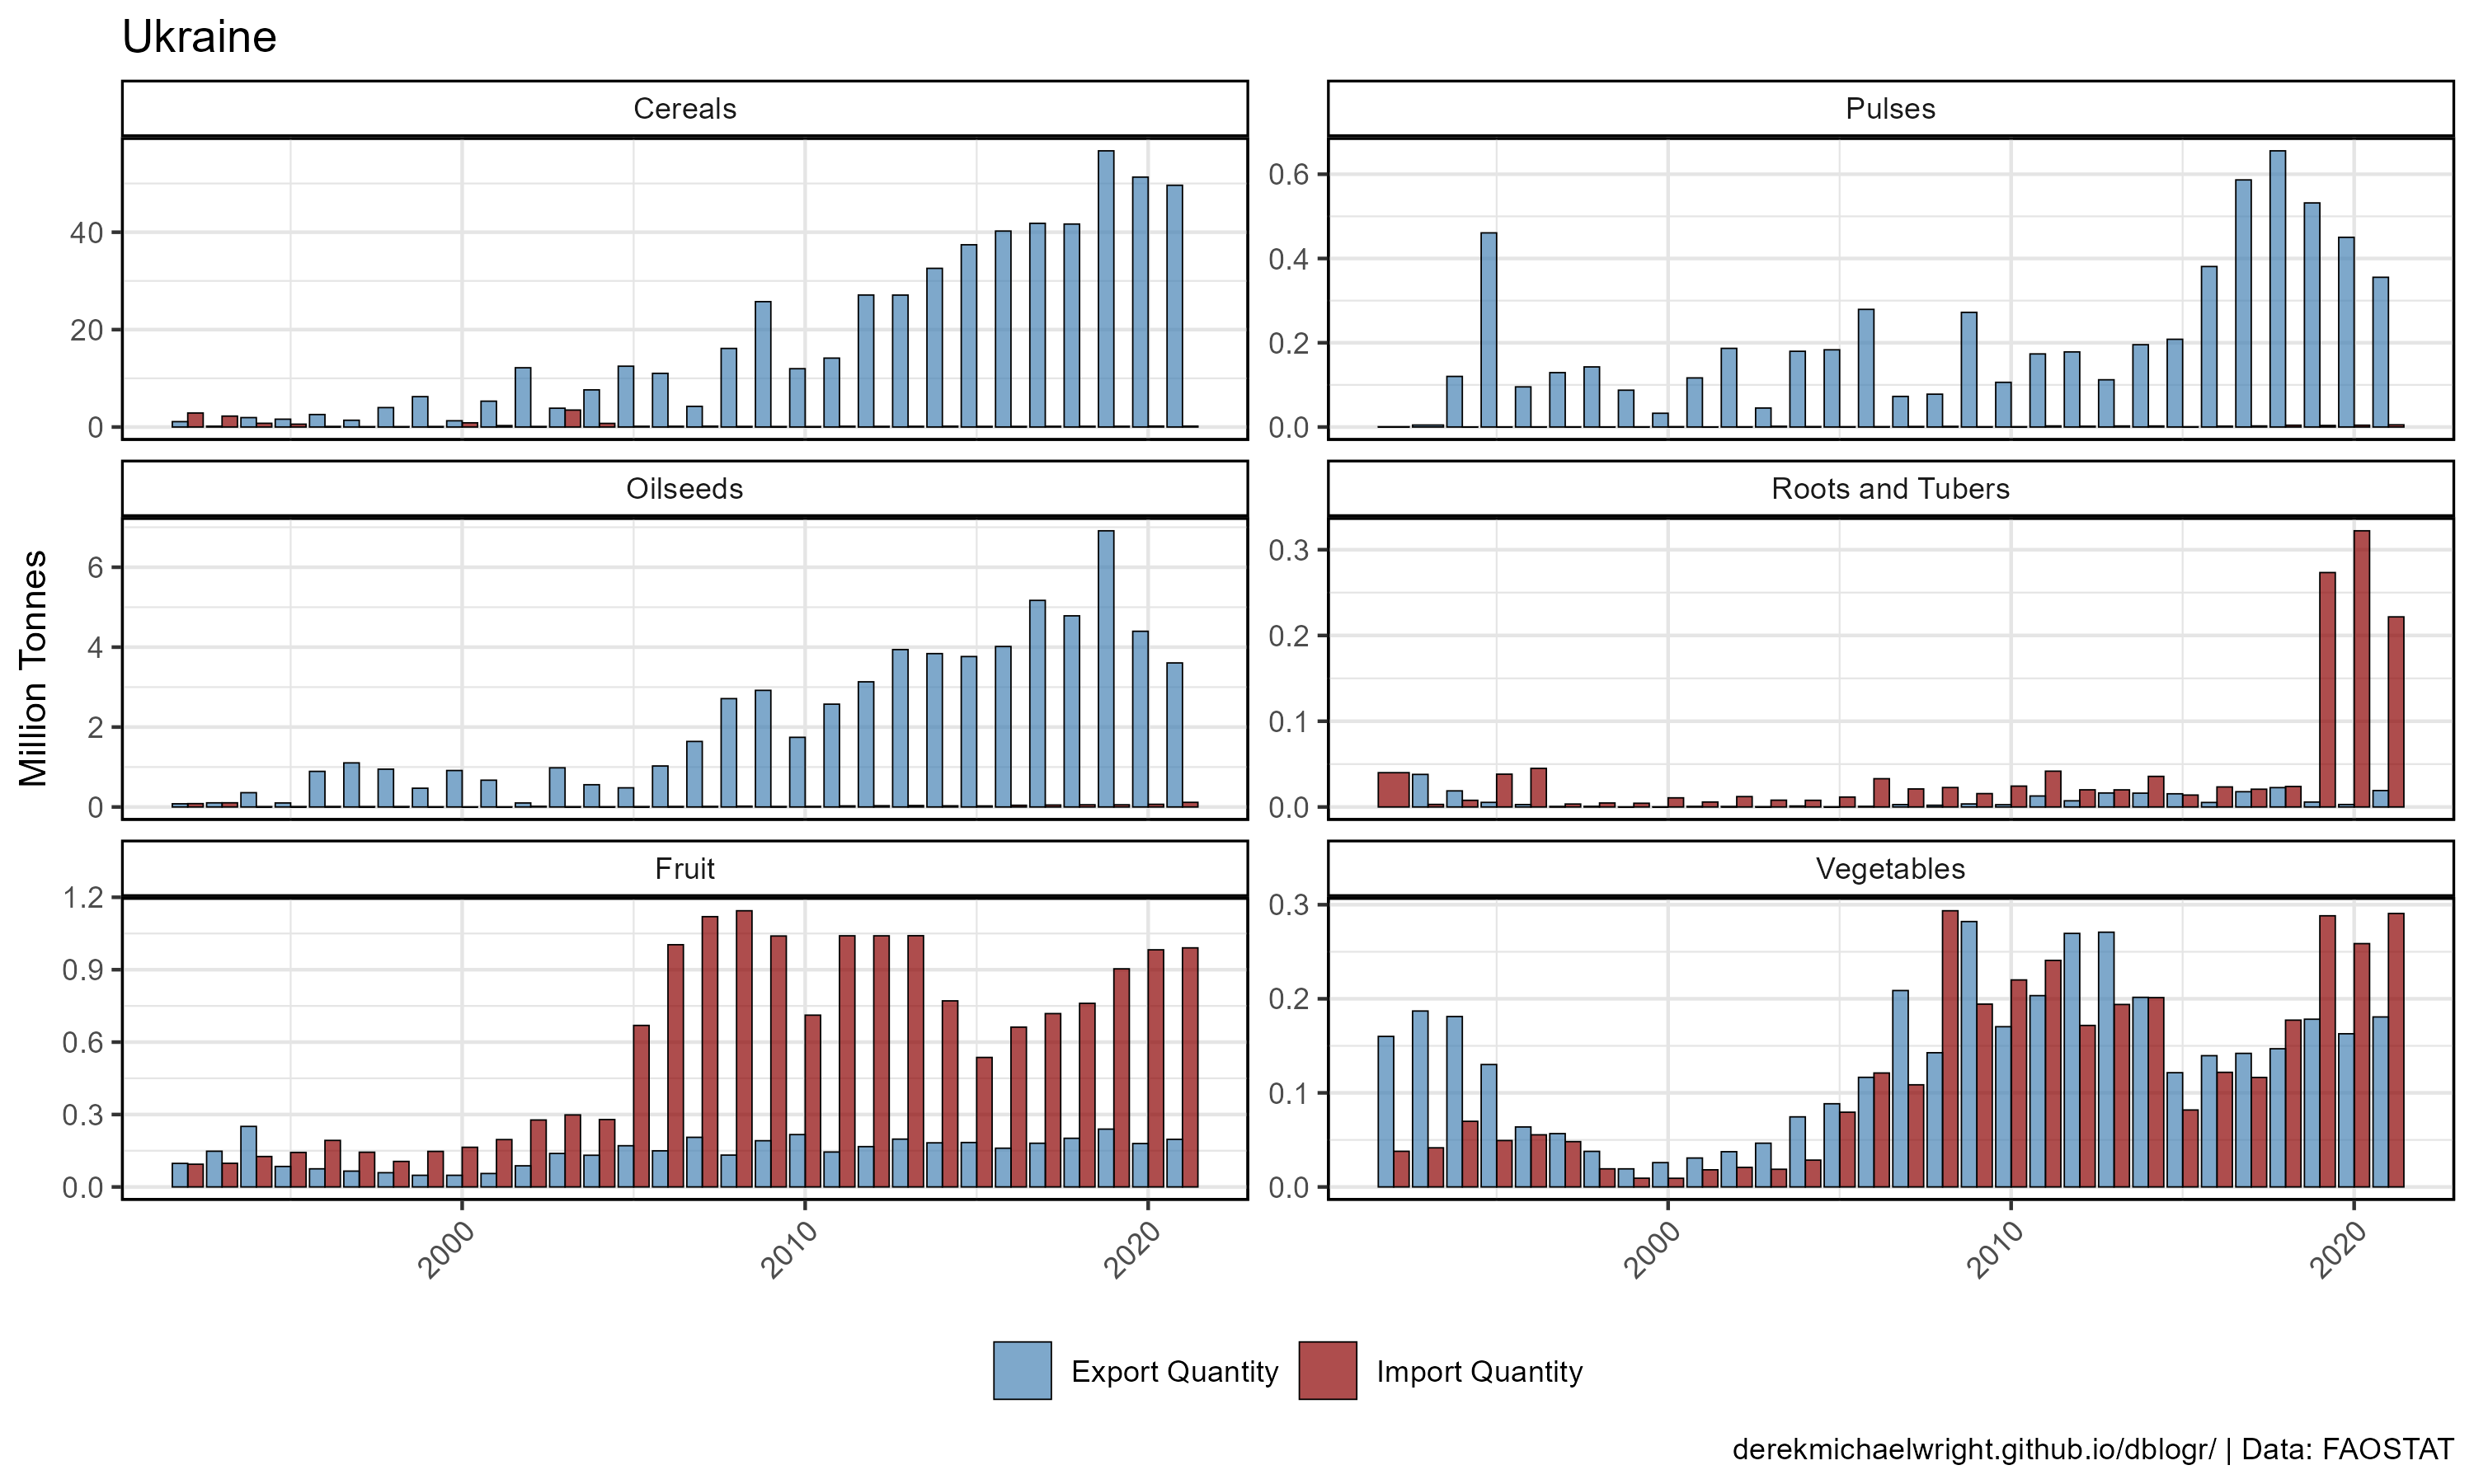 Ukraine
Cereals
Pulses
40
20
0
0.6
0.4
0.2
0.0
Oilseeds
Roots and Tubers
Million Tonnes
6
4
2
0
0.3
0.2
0.1
0.0
Fruit
Vegetables
1.2
0.9
0.6
0.3
0.0
0.3
0.2
0.1
0.0
2000 2010 2020
2000 2010 2020
Export Quantity Import Quantity
derekmichaelwright.github.io/dblogr/ | Data: FAOSTAT